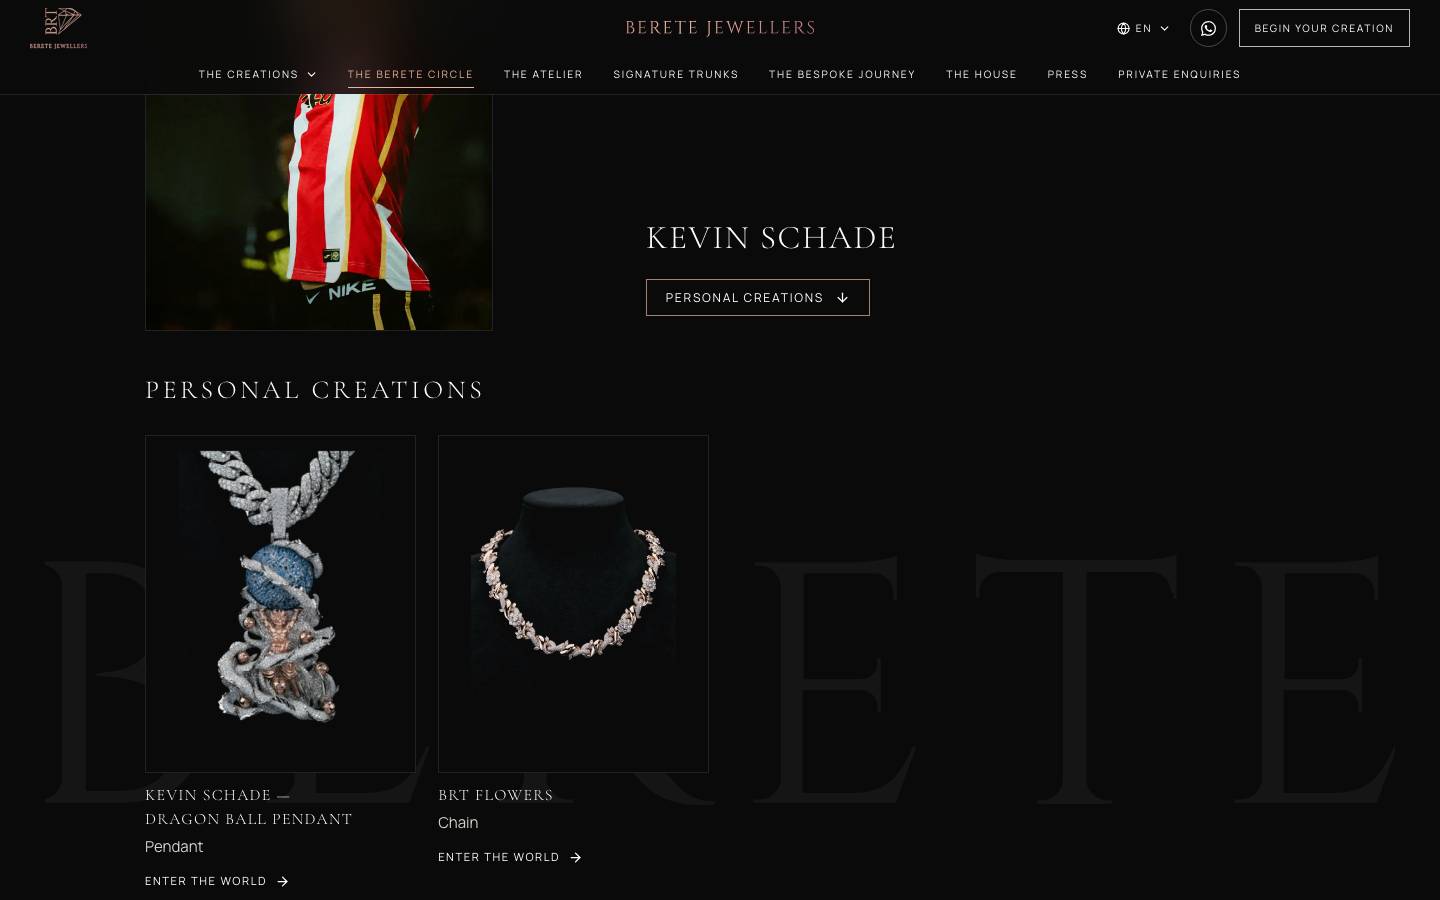 BRT
BERETE JEWELLERS
BERETE JEWELLERS
EN
BEGIN YOUR CREATION
THE CREATIONS
THE BERETE CIRCLE
THE ATELIER
SIGNATURE TRUNKS
THE BESPOKE JOURNEY
THE HOUSE
PRESS
PRIVATE ENQUIRIES
NIKE
KEVIN SCHADE
PERSONAL CREATIONS
PERSONAL CREATIONS
BERETE
KEVIN SCHADE —
DRAGON BALL PENDANT
Pendant
ENTER THE WORLD
BRT FLOWERS
Chain
ENTER THE WORLD